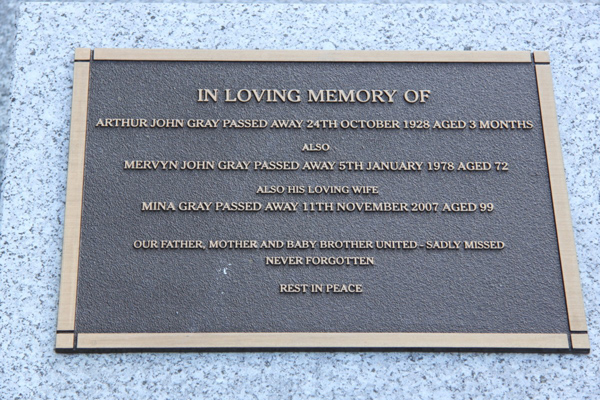 IN LOVING MEMORY OF
ARTHUR JOHN GRAY PASSED AWAY 24TH OCTOBER 1928 AGED 3 MONTHS
ALSO
MERVYN JOHN GRAY PASSED AWAY 5TH JANUARY 1978 AGED 72
ALSO HIS LOVING WIFE
MINA GRAY PASSED AWAY 11TH NOVEMBER 2007 AGED 99
OUR FATHER, MOTHER AND BABY BROTHER UNITED - SADLY MISSED
NEVER FORGOTTEN
REST IN PEACE